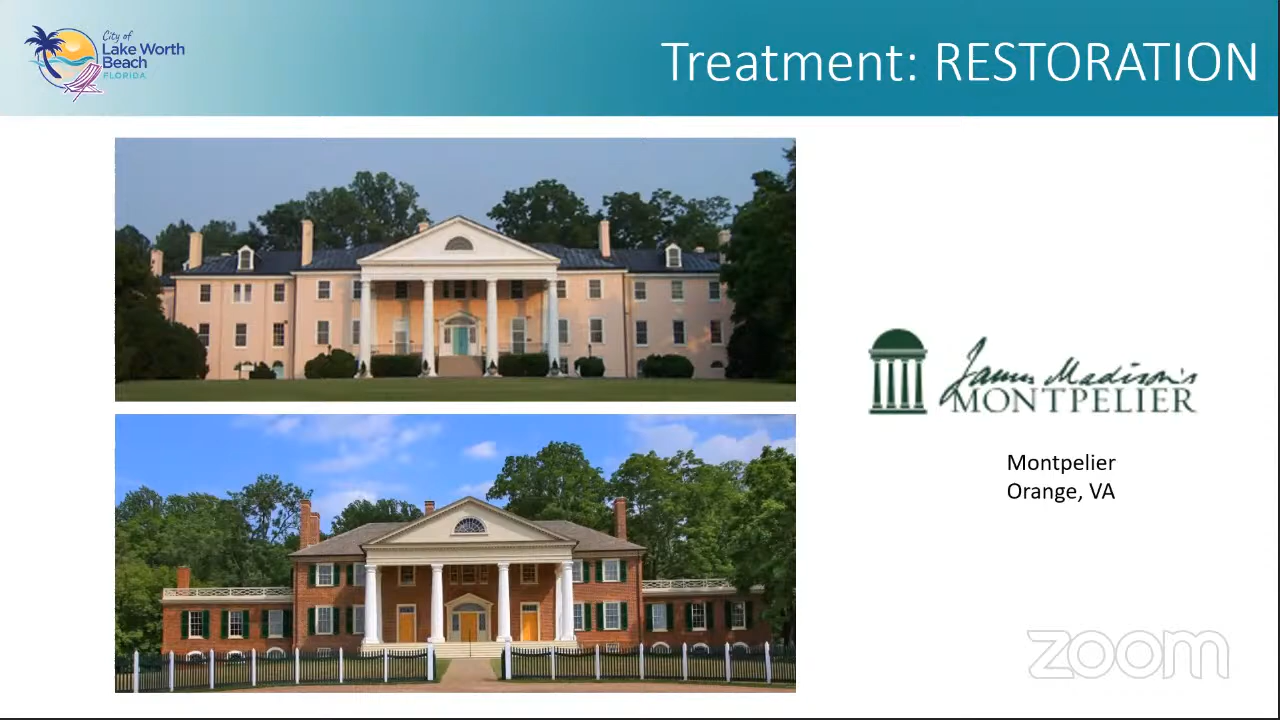 City of
Lake Worth
Beach
FLORIDA
Treatment: RESTORATION
James Madison's
MONTPELIER
Montpelier
Orange, VA
zoom